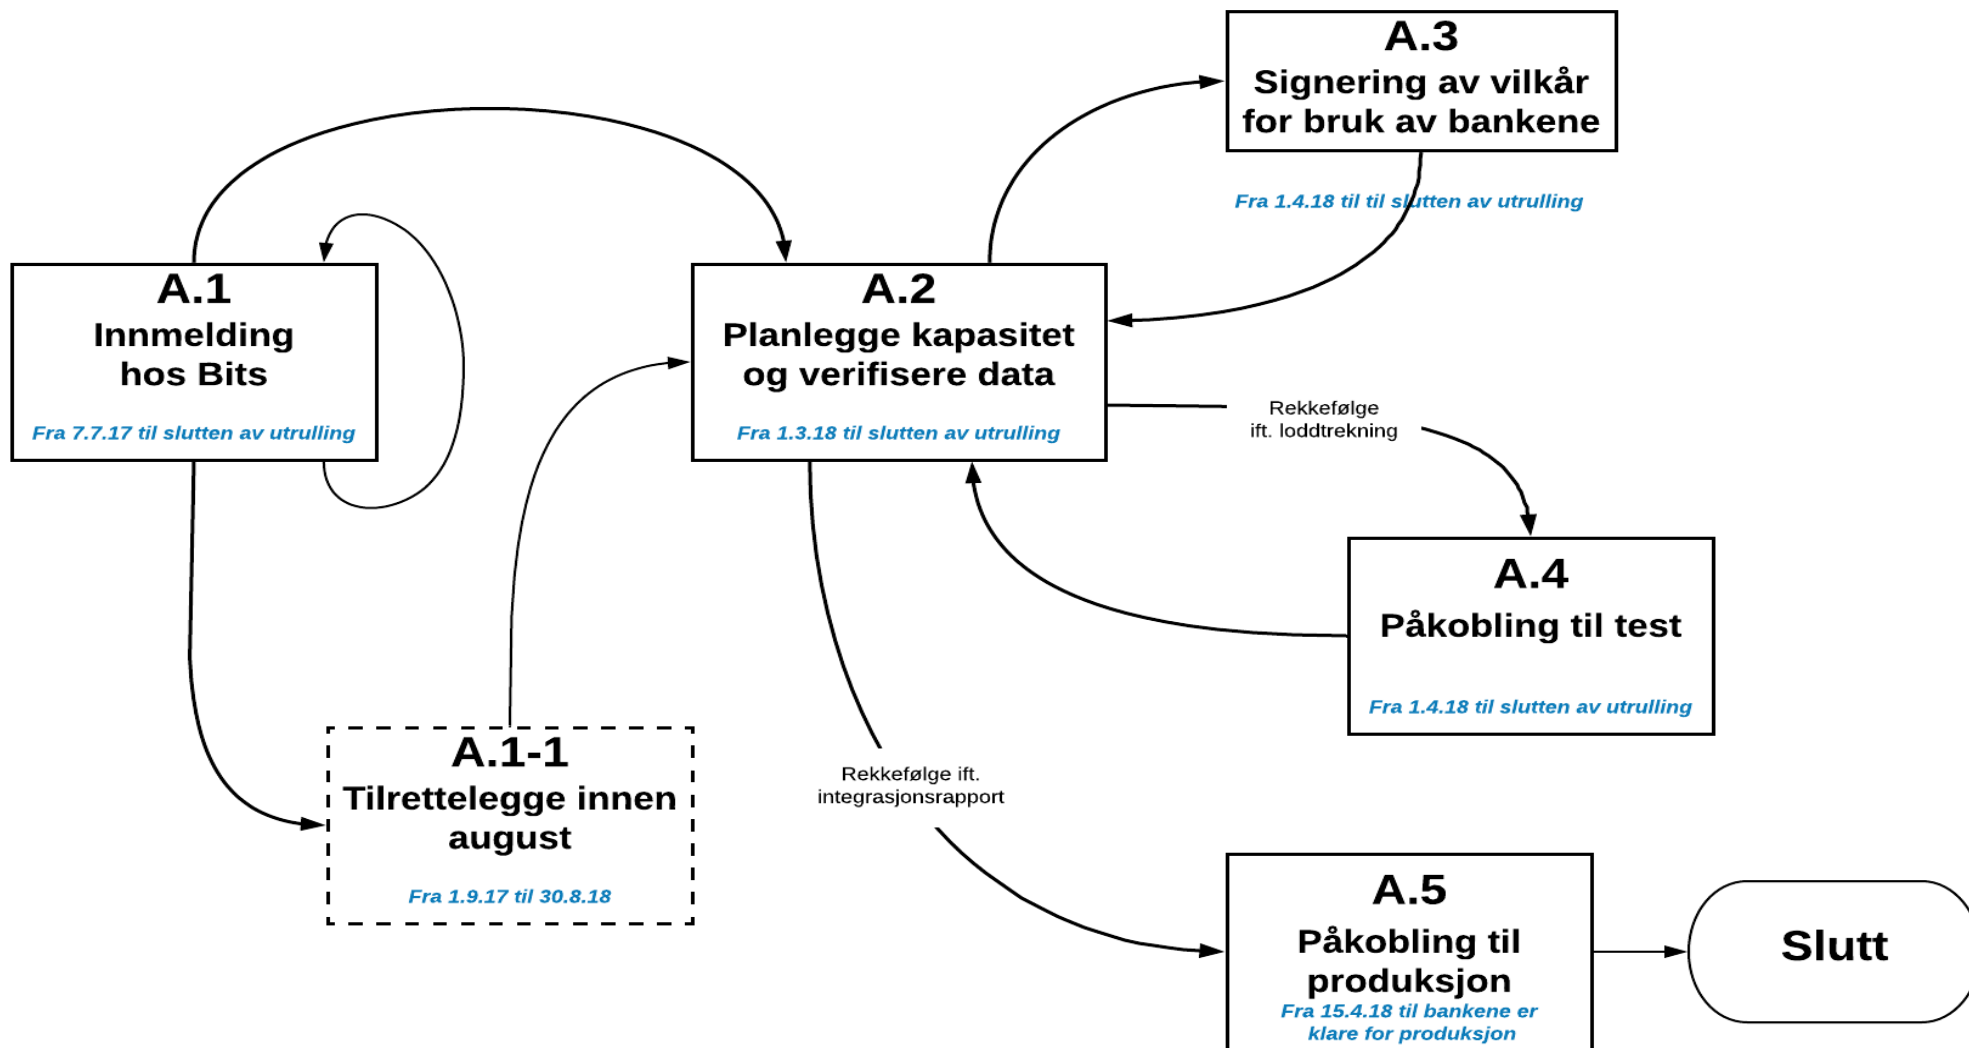 A.3
Signering av vilkår
for bruk av bankene
Fra 1.4.18 til til slutten av utrulling
A.1
Innmelding
hos Bits
Fra 7.7.17 til slutten av utrulling
A.2
Planlegge kapasitet
og verifisere data
Fra 1.3.18 til slutten av utrulling
Rekkefølge
ift. loddtrekning
A.4
Påkobling til test
Fra 1.4.18 til slutten av utrulling
A.1-1
Tilrettelegge innen
august
Fra 1.9.17 til 30.8.18
Rekkefølge ift.
integrasjonsrapport
A.5
Påkobling til
produksjon
Fra 15.4.18 til bankene er
klare for produksjon
Slutt